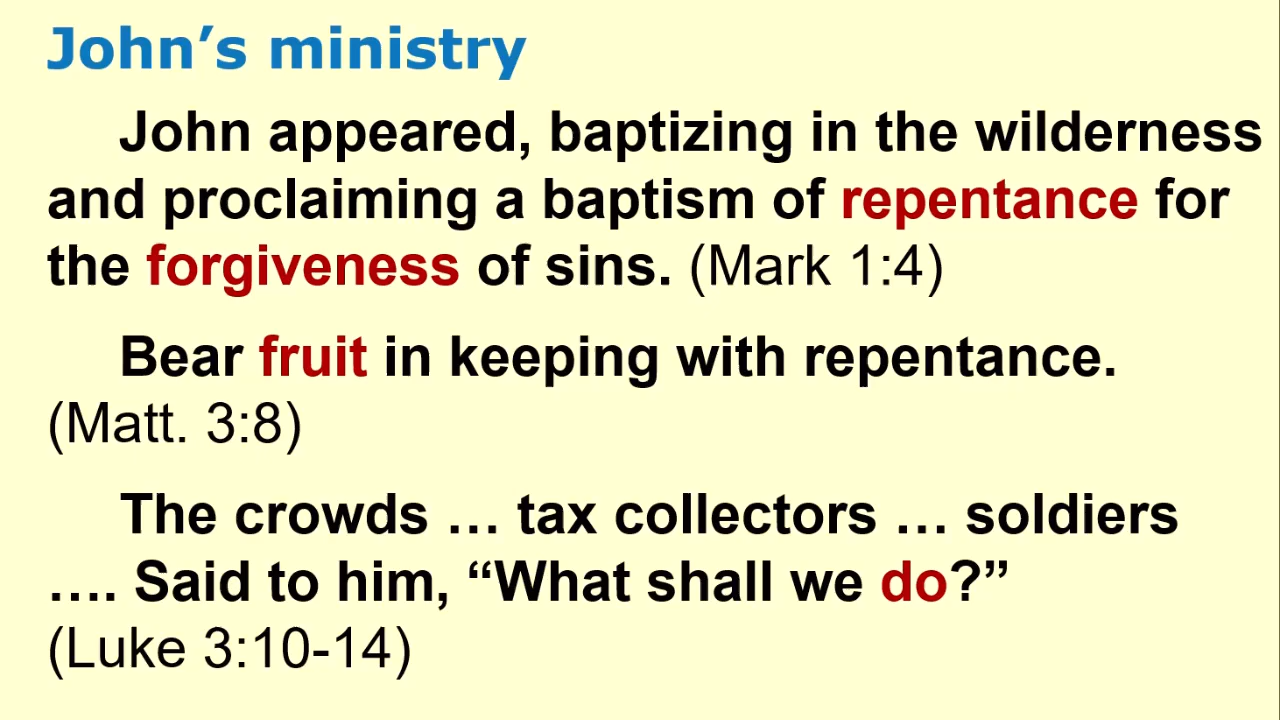 John’s ministry
John appeared, baptizing in the wilderness
and proclaiming a baptism of repentance for
the forgiveness of sins. (Mark 1:4)
Bear fruit in keeping with repentance.
(Matt. 3:8)
The crowds … tax collectors … soldiers
…. Said to him, “What shall we do?”
(Luke 3:10-14)